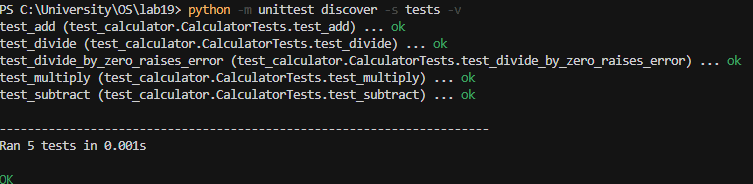 PS C:\University\OS\lab19> python -m unittest discover -s tests -v
test_add (test_calculator.CalculatorTests.test_add) ... ok
test_divide (test_calculator.CalculatorTests.test_divide) ... ok
test_divide_by_zero_raises_error (test_calculator.CalculatorTests.test_divide_by_zero_raises_error) ... ok
test_multiply (test_calculator.CalculatorTests.test_multiply) ... ok
test_subtract (test_calculator.CalculatorTests.test_subtract) ... ok
----------------------------------------------------------------------
Ran 5 tests in 0.001s
OK